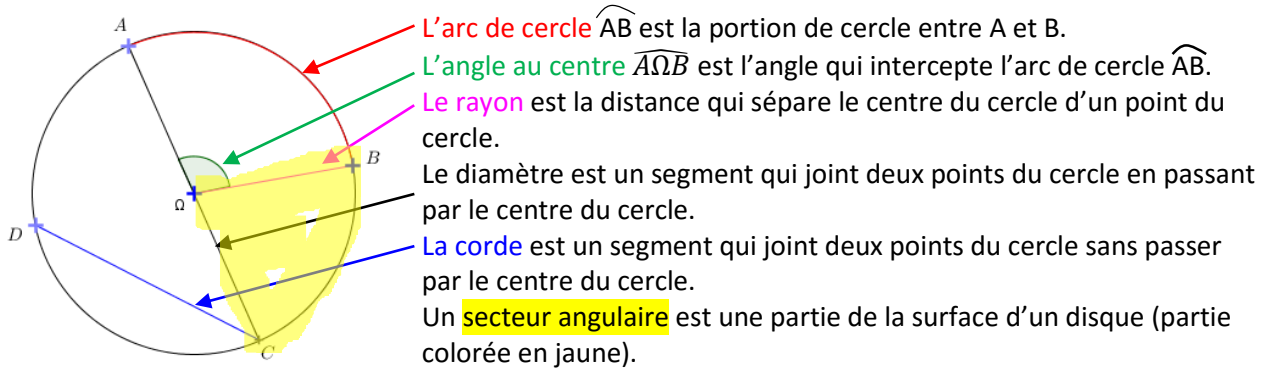 A
L’arc de cercle AB est la portion de cercle entre A et B.
L’angle au centre AΩB est l’angle qui intercepte l’arc de cercle AB.
Le rayon est la distance qui sépare le centre du cercle d’un point du
cercle.
B
Le diamètre est un segment qui joint deux points du cercle en passant
par le centre du cercle.
Ω
D
La corde est un segment qui joint deux points du cercle sans passer
par le centre du cercle.
Un secteur angulaire est une partie de la surface d’un disque (partie
colorée en jaune).
C